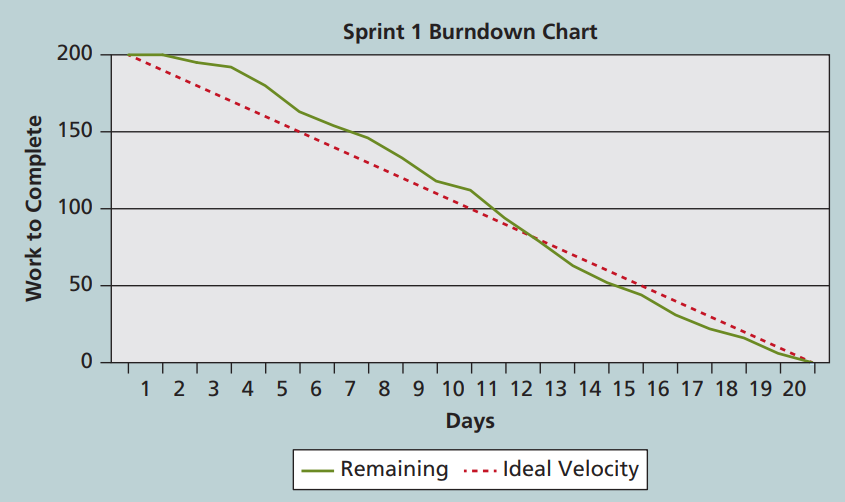 Sprint 1 Burndown Chart
Work to Complete
200
150
100
50
0
1 2 3 4 5 6 7 8 9 10 11 12 13 14 15 16 17 18 19 20
Days
Remaining Ideal Velocity